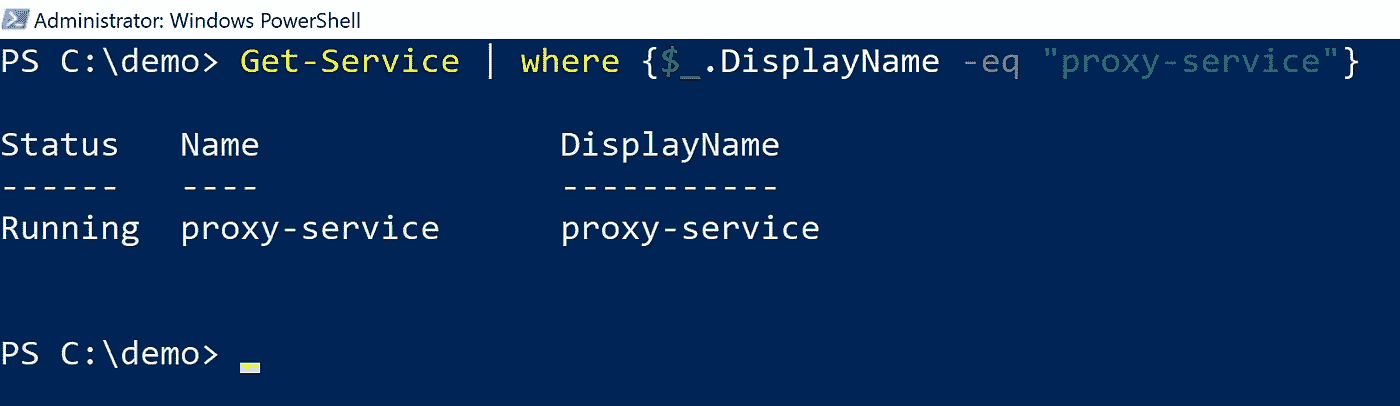 Administrator: Windows PowerShell
PS C:\demo> Get-Service | where {$_.DisplayName -eq "proxy-service"}
Status   Name               DisplayName
------   ----               -----------
Running  proxy-service      proxy-service
PS C:\demo>